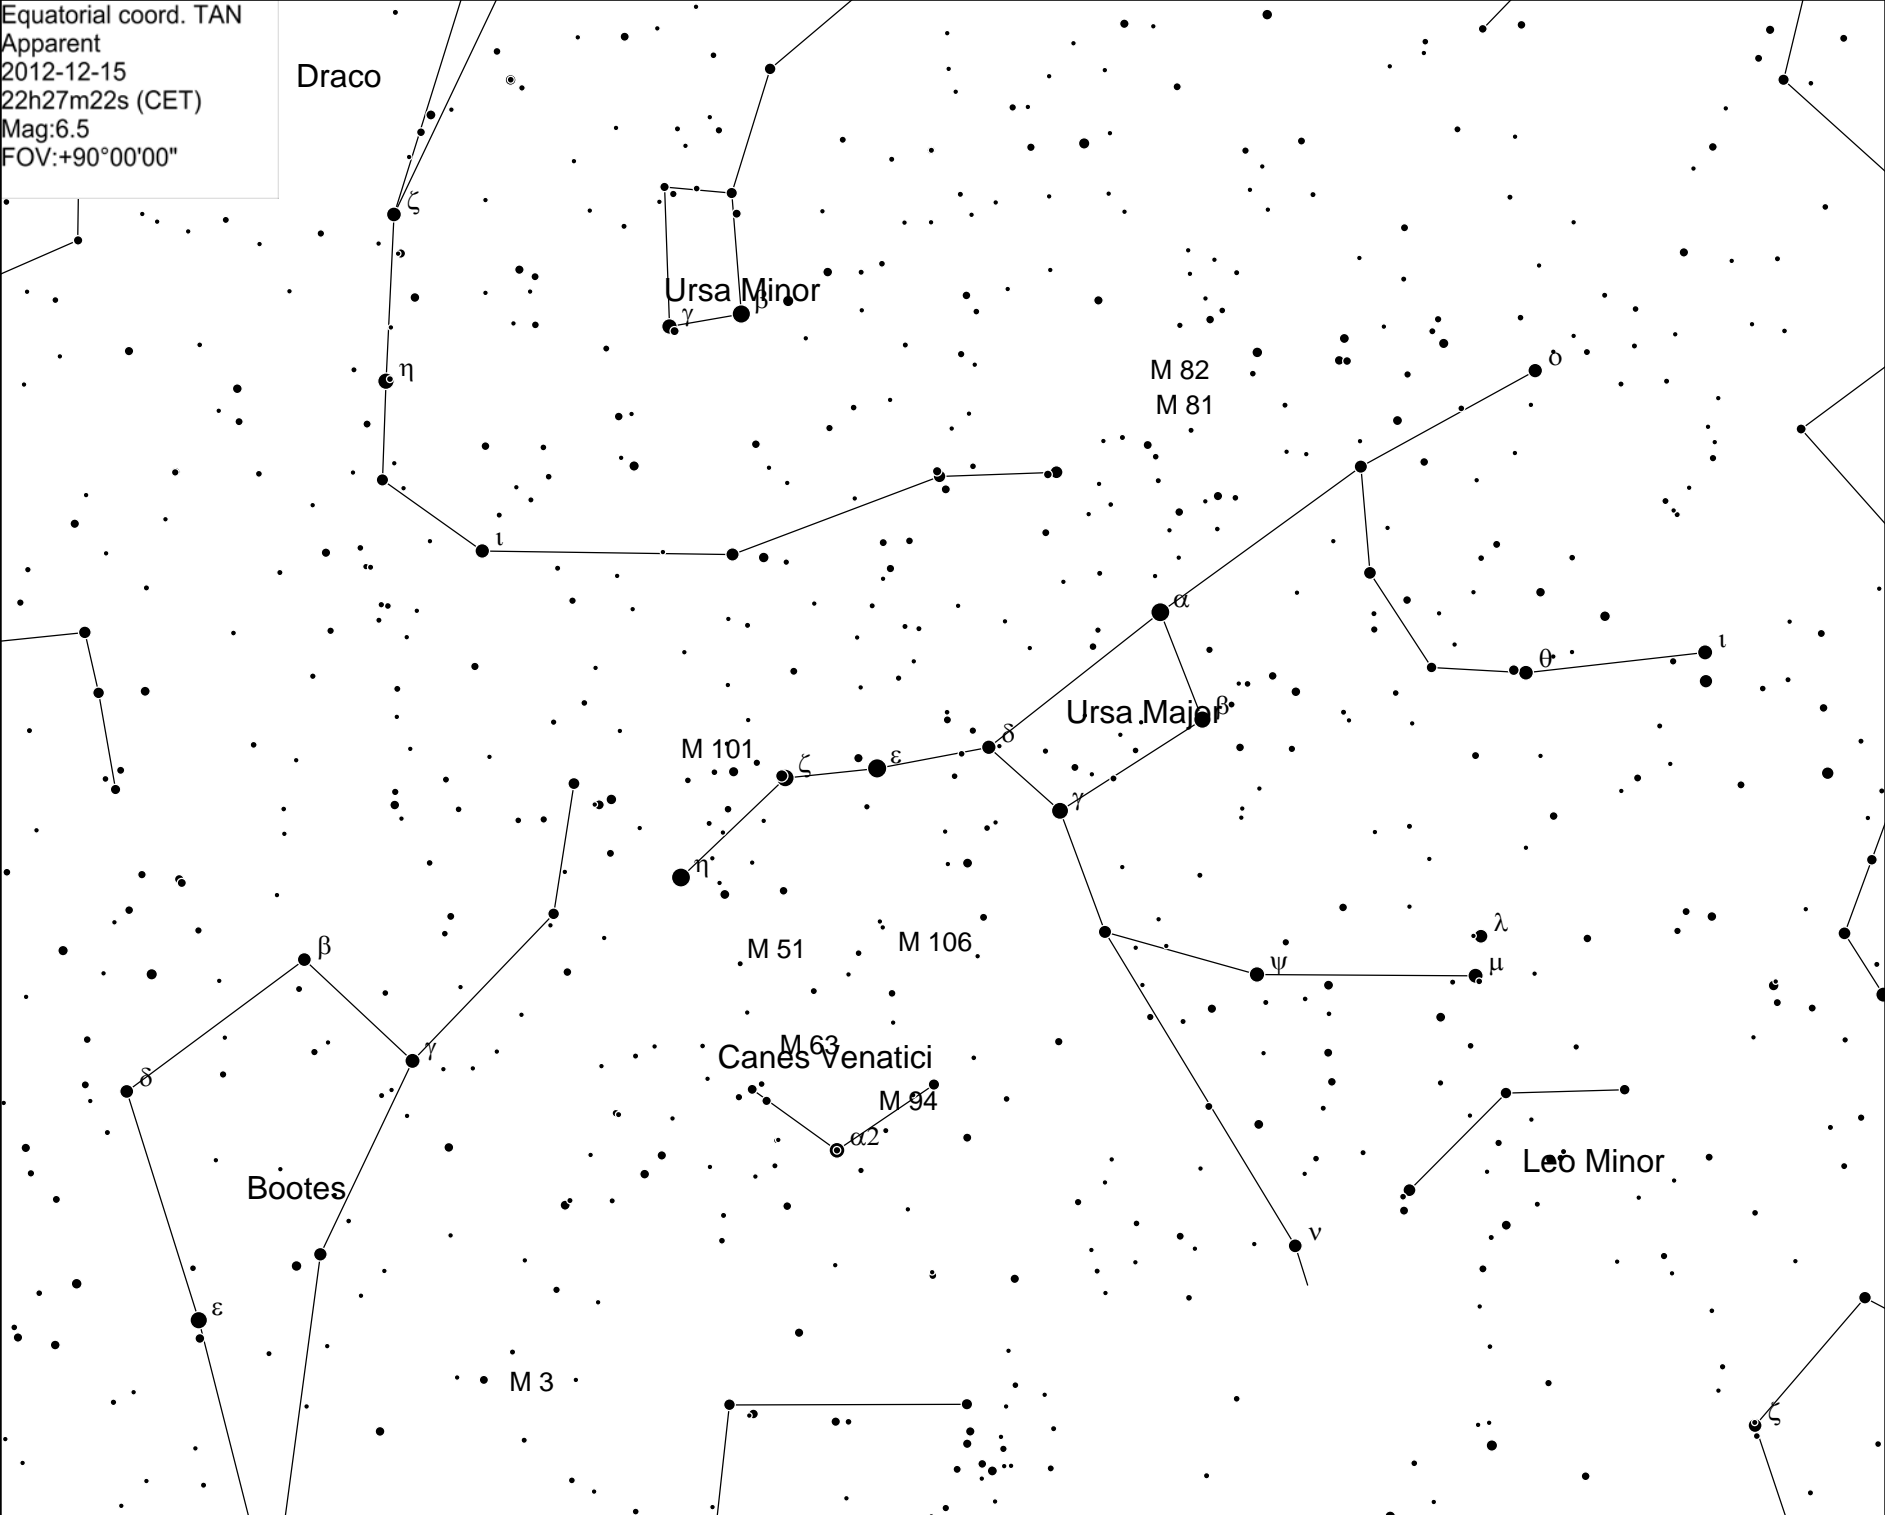 Equatorial coord. TAN
Apparent
2012-12-15
22h27m22s (CET)
Mag:6.5
FOV:+90°00'00"
Draco
ζ
Ursa Minor
β
γ
η
M 82
ο
M 81
ι
α
ι
θ
Ursa Major
β
δ
M 101
ζ
ε
γ
η
λ
M 51
M 106
β
ψ
μ
M 63
γ
Canes Venatici
δ
M 94
α2
Leo Minor
Bootes
ν
ε
M 3
ζ